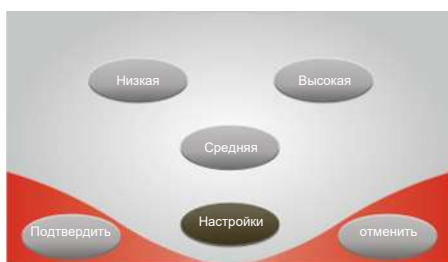 Низкая
Высокая
Средняя
Настройки
Подтвердить
отменить